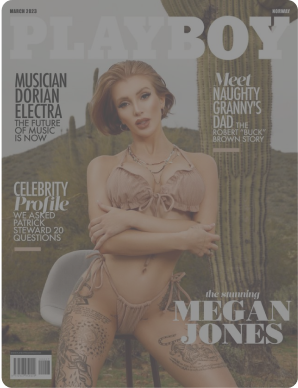 MARCH 2023
WORKBOOK
PLAYBOY
MUSICIAN
DORIAN
ELECTRA
THE FUTURE
OF MUSIC
IS NOW
Meet
NAUGHTY
GRANNY'S
DAD THE
ROBERT "BUCK"
BROWN STORY
CELEBRITY
Profile
WE ASKED
PATRICK
STEWARD 20
QUESTIONS
the stunning
MEGAN
JONES